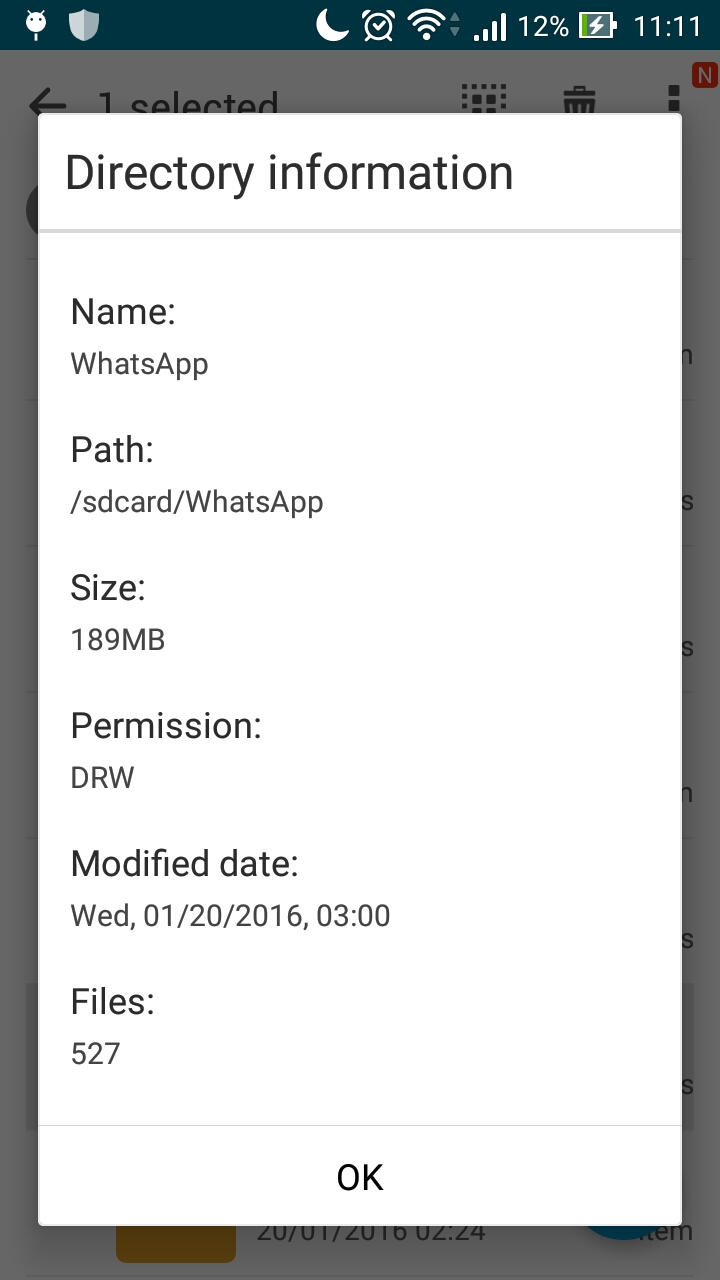 12% 11:11
N
1 selected
Directory information
Name:
WhatsApp
Path:
/sdcard/WhatsApp
Size:
189MB
Permission:
DRW
Modified date:
Wed, 01/20/2016, 03:00
Files:
527
OK
20/01/2016 02:24